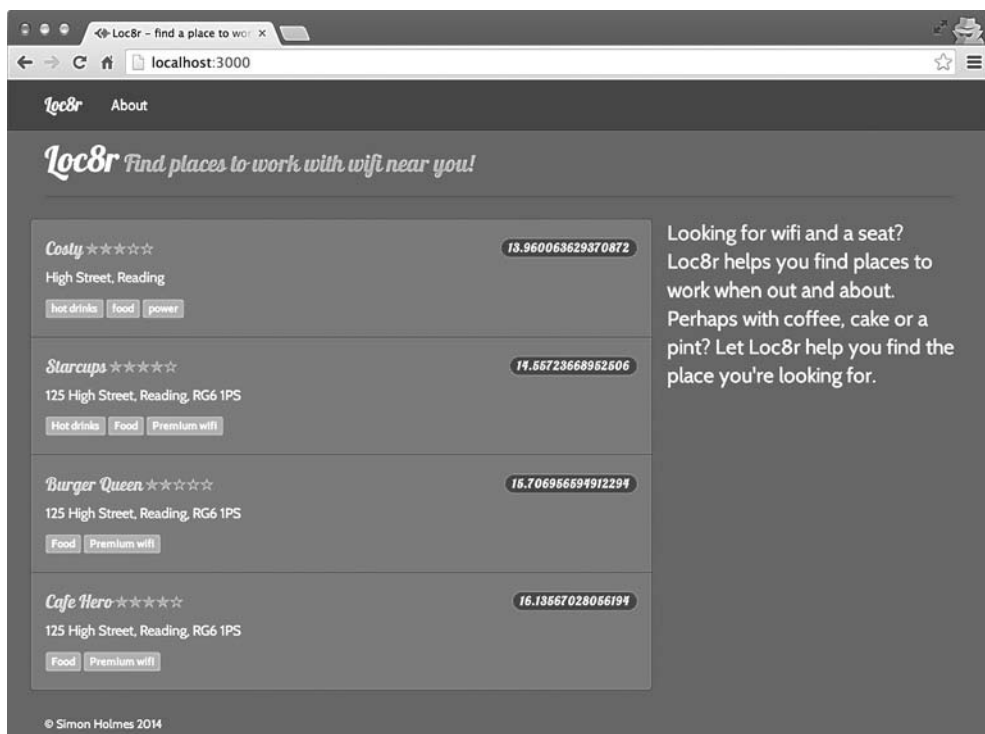 Loc8r – find a place to wor
localhost:3000
Loc8r About
Loc8r Find places to work with wifi near you!
Costy 13.960063629370872
High Street, Reading
hot drinks food power
Starcups 14.55723668952506
125 High Street, Reading, RG6 1PS
Hot drinks Food Premium wifi
Burger Queen 15.706956594912294
125 High Street, Reading, RG6 1PS
Food Premium wifi
Cafe Hero 16.13567028056194
125 High Street, Reading, RG6 1PS
Food Premium wifi
Looking for wifi and a seat?
Loc8r helps you find places to
work when out and about.
Perhaps with coffee, cake or a
pint? Let Loc8r help you find the
place you're looking for.
© Simon Holmes 2014